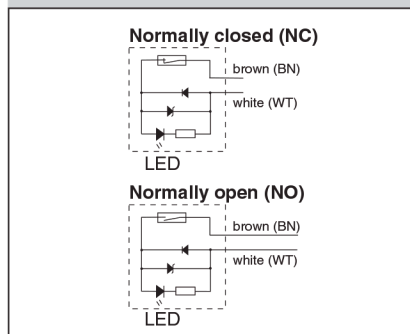 Normally closed (NC)
brown (BN)
white (WT)
LED
Normally open (NO)
brown (BN)
white (WT)
LED